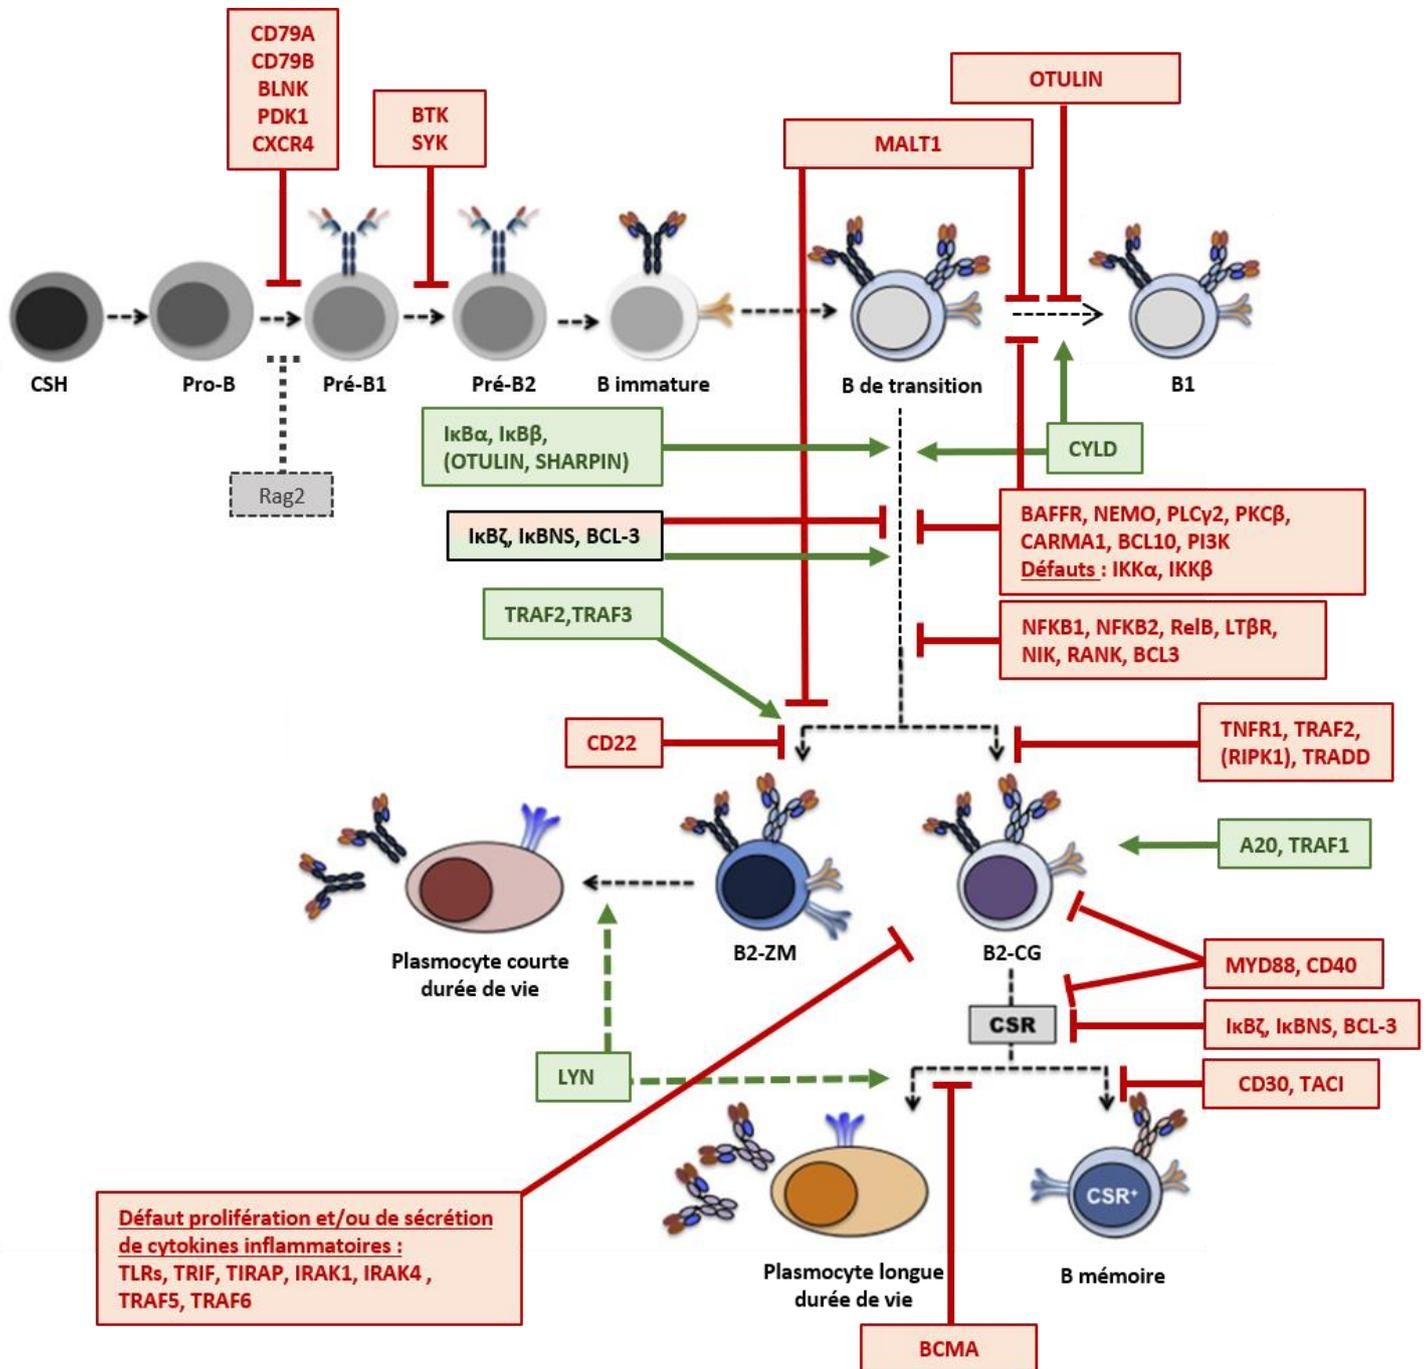 CD79A
CD79B
BLNK
PDK1
CXCR4
BTK
SYK
OTULIN
MALT1
CSH
Pro-B
Pré-B1
Pré-B2
B immature
B de transition
B1
IκBα, IκBβ,
(OTULIN, SHARPIN)
CYLD
Rag2
IκBζ, IκBNS, BCL-3
BAFFR, NEMO, PLCγ2, PKCβ,
CARMA1, BCL10, PI3K
Défauts : IKKα, IKKβ
TRAF2,TRAF3
NFKB1, NFKB2, RelB, LTβR,
NIK, RANK, BCL3
CD22
TNFR1, TRAF2,
(RIPK1), TRADD
A20, TRAF1
Plasmocyte courte
durée de vie
B2-ZM
B2-CG
MYD88, CD40
CSR
IκBζ, IκBNS, BCL-3
LYN
CD30, TACI
CSR⁺
Défaut prolifération et/ou de sécrétion
de cytokines inflammatoires :
TLRs, TRIF, TIRAP, IRAK1, IRAK4 ,
TRAF5, TRAF6
Plasmocyte longue
durée de vie
B mémoire
BCMA